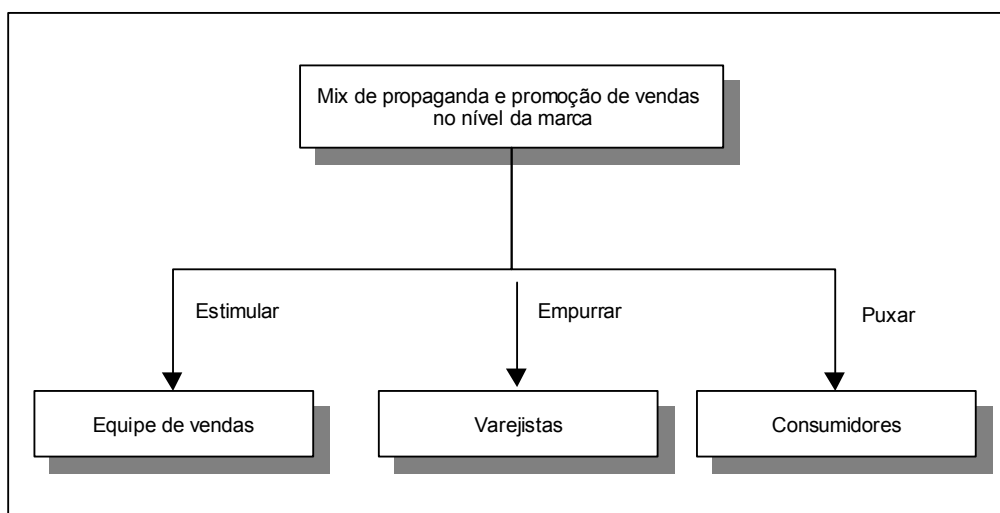 Mix de propaganda e promoção de vendas
no nível da marca
Estimular
Empurrar
Puxar
Equipe de vendas
Varejistas
Consumidores